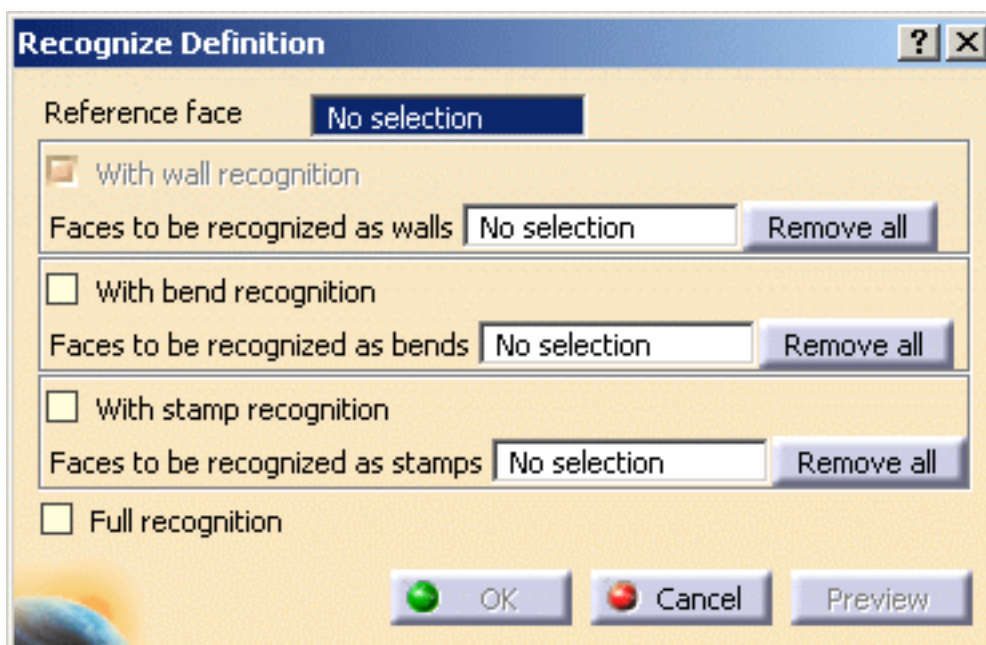 Recognize Definition ? X
Reference face No selection
With wall recognition
Faces to be recognized as walls No selection Remove all
With bend recognition
Faces to be recognized as bends No selection Remove all
With stamp recognition
Faces to be recognized as stamps No selection Remove all
Full recognition
OK Cancel Preview